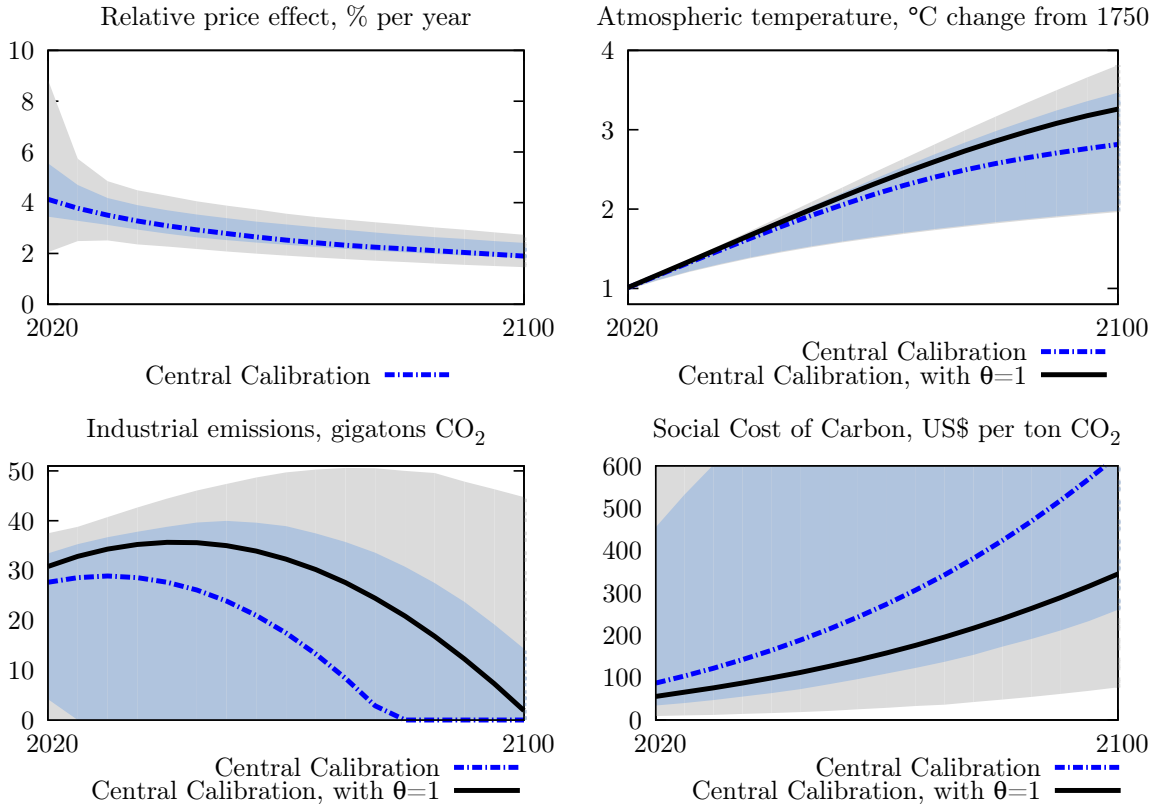 Relative price effect, % per year
10
8
6
4
2
0
2020
2100
Central Calibration
Atmospheric temperature, °C change from 1750
4
3
2
1
2020
2100
Central Calibration
Central Calibration, with θ=1
Industrial emissions, gigatons CO₂
50
40
30
20
10
0
2020
2100
Central Calibration
Central Calibration, with θ=1
Social Cost of Carbon, US$ per ton CO₂
600
500
400
300
200
100
0
2020
2100
Central Calibration
Central Calibration, with θ=1